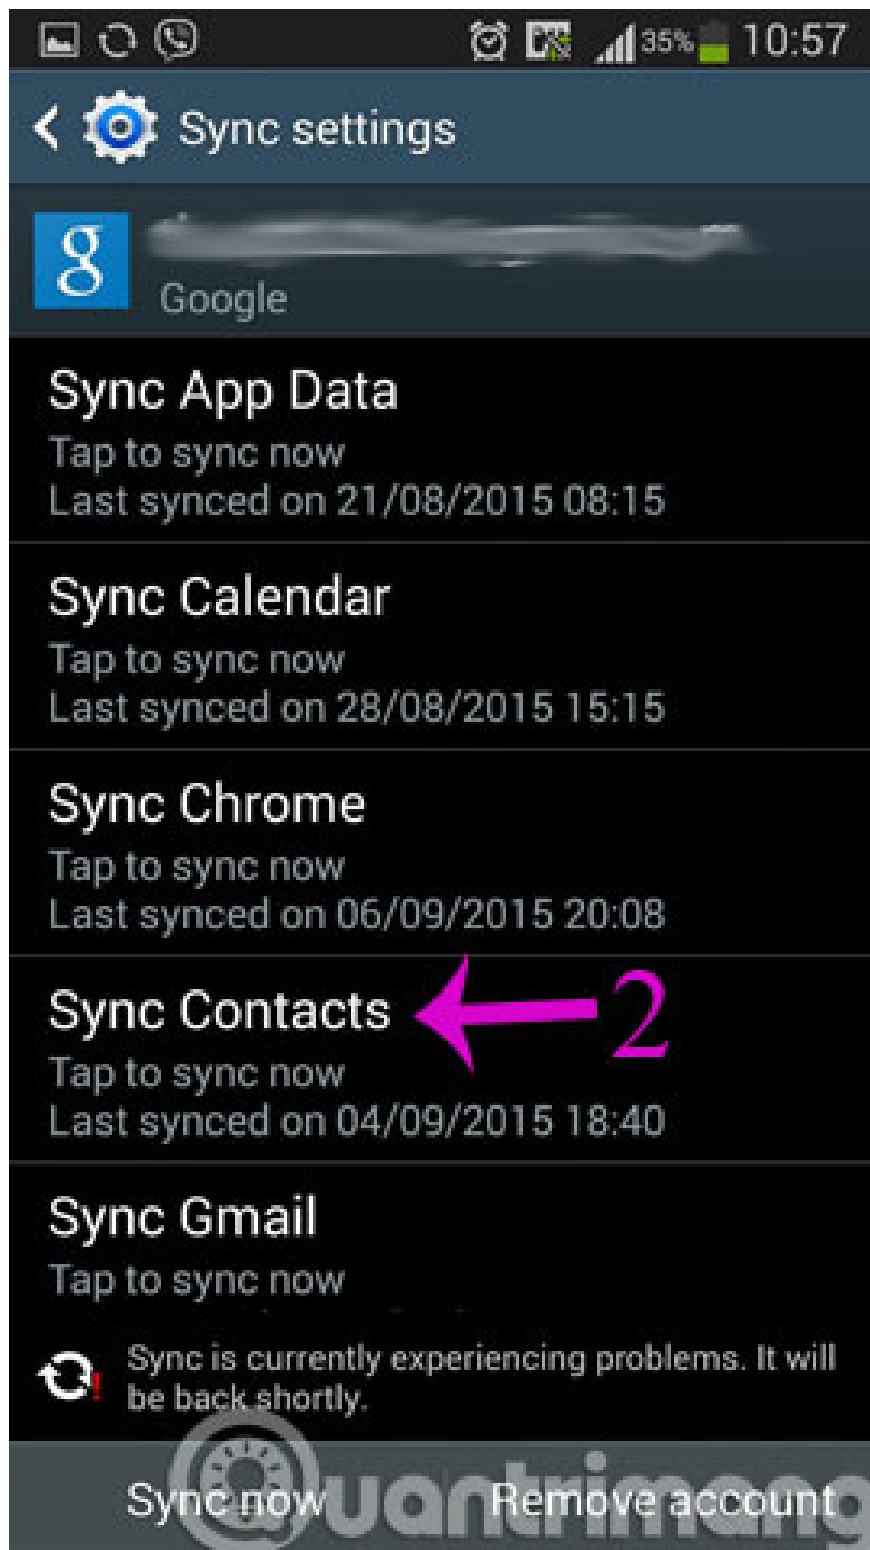 35% 10:57
Sync settings
g
Google
Sync App Data
Tap to sync now
Last synced on 21/08/2015 08:15
Sync Calendar
Tap to sync now
Last synced on 28/08/2015 15:15
Sync Chrome
Tap to sync now
Last synced on 06/09/2015 20:08
Sync Contacts 2
Tap to sync now
Last synced on 04/09/2015 18:40
Sync Gmail
Tap to sync now
Sync is currently experiencing problems. It will
be back shortly.
Sync now Remove account
Quantrimang